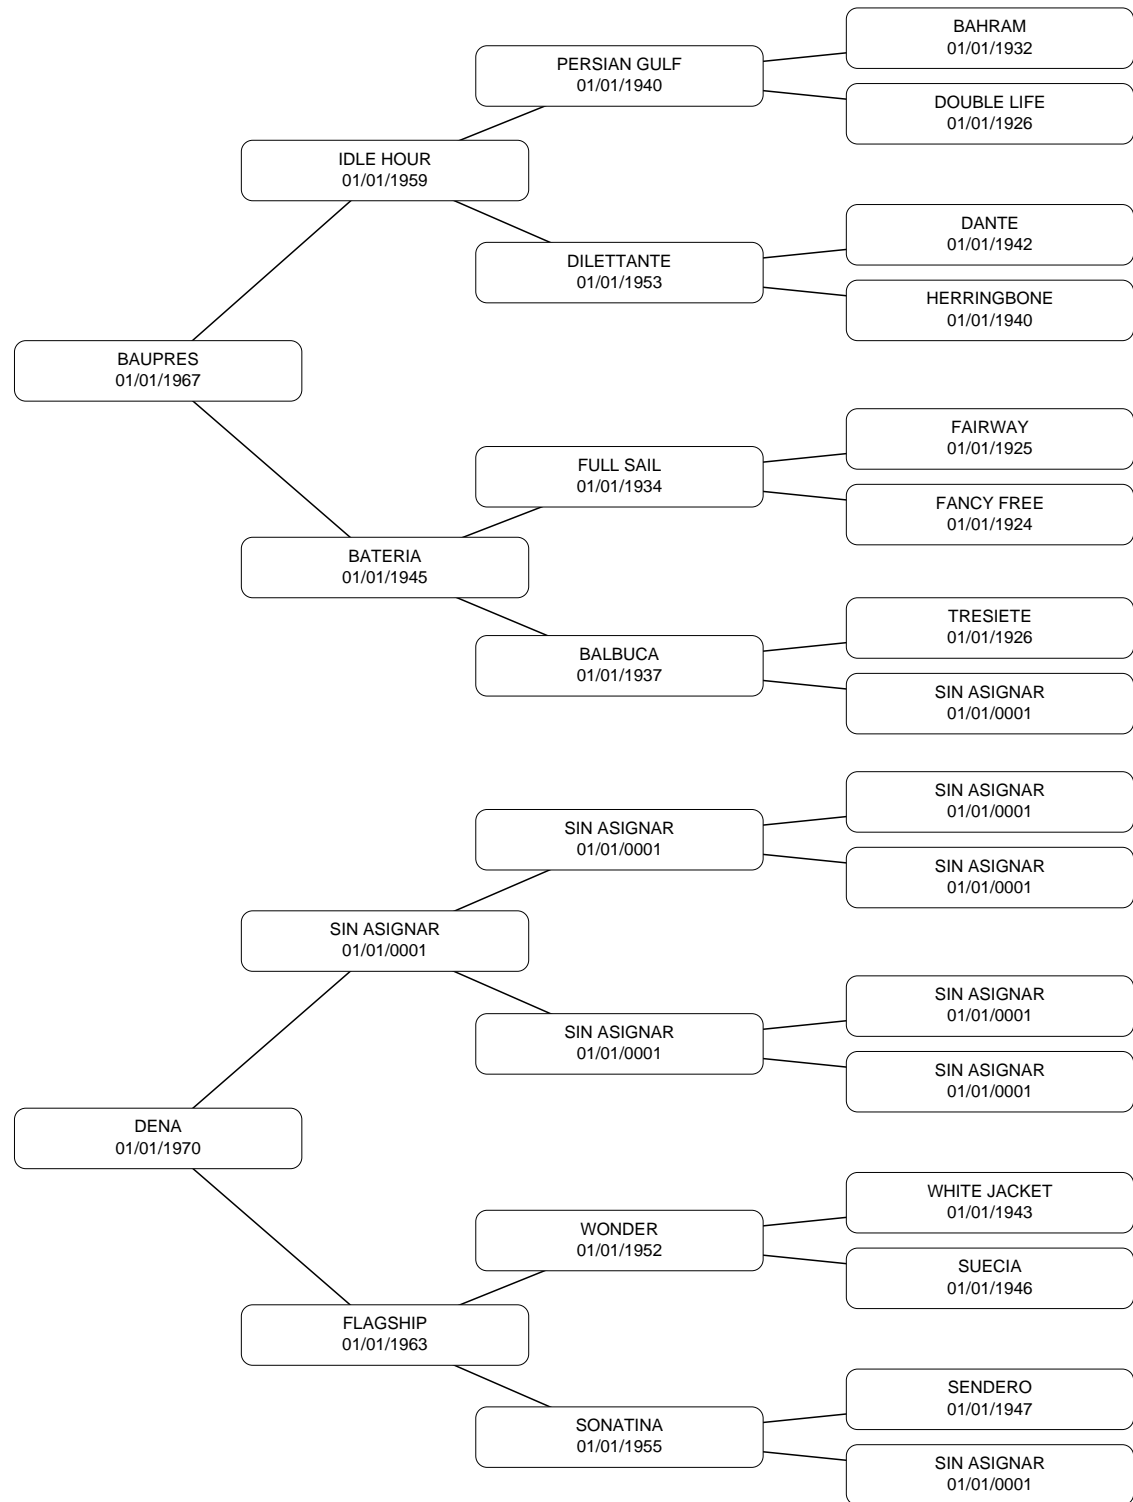 BAHRAM
01/01/1932
PERSIAN GULF
01/01/1940
DOUBLE LIFE
01/01/1926
IDLE HOUR
01/01/1959
DANTE
01/01/1942
DILETTANTE
01/01/1953
HERRINGBONE
01/01/1940
BAUPRES
01/01/1967
FAIRWAY
01/01/1925
FULL SAIL
01/01/1934
FANCY FREE
01/01/1924
BATERIA
01/01/1945
TRESIETE
01/01/1926
BALBUCA
01/01/1937
SIN ASIGNAR
01/01/0001
SIN ASIGNAR
01/01/0001
SIN ASIGNAR
01/01/0001
SIN ASIGNAR
01/01/0001
SIN ASIGNAR
01/01/0001
SIN ASIGNAR
01/01/0001
SIN ASIGNAR
01/01/0001
SIN ASIGNAR
01/01/0001
DENA
01/01/1970
WHITE JACKET
01/01/1943
WONDER
01/01/1952
SUECIA
01/01/1946
FLAGSHIP
01/01/1963
SENDERO
01/01/1947
SONATINA
01/01/1955
SIN ASIGNAR
01/01/0001